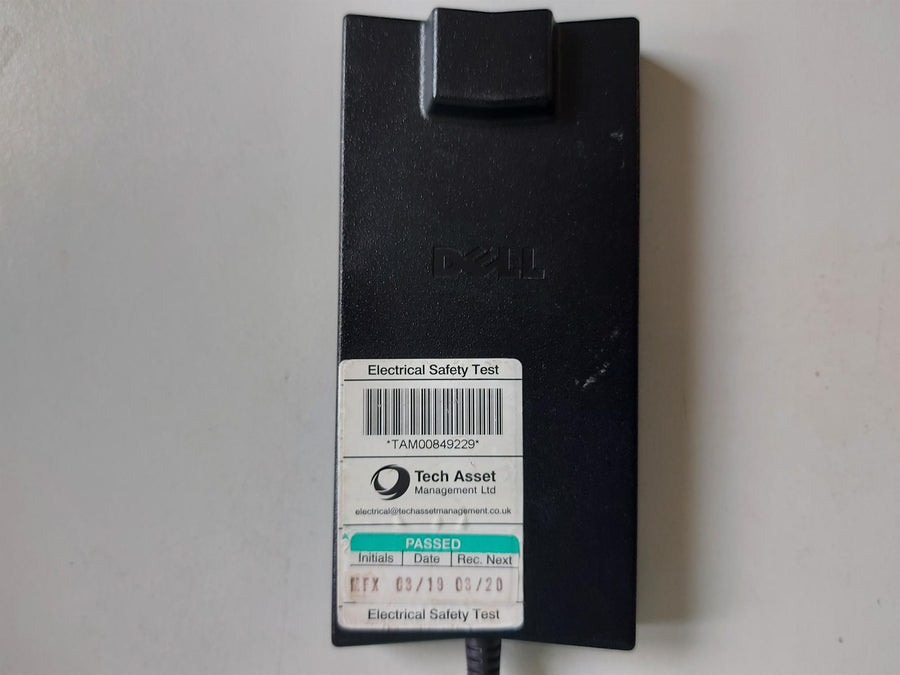 DELL
Electrical Safety Test
*TAM00849229*
Tech Asset
Management Ltd
electrical@techassetmanagement.co.uk
PASSED
Initials Date Rec. Next
EFX 03/19 03/20
Electrical Safety Test